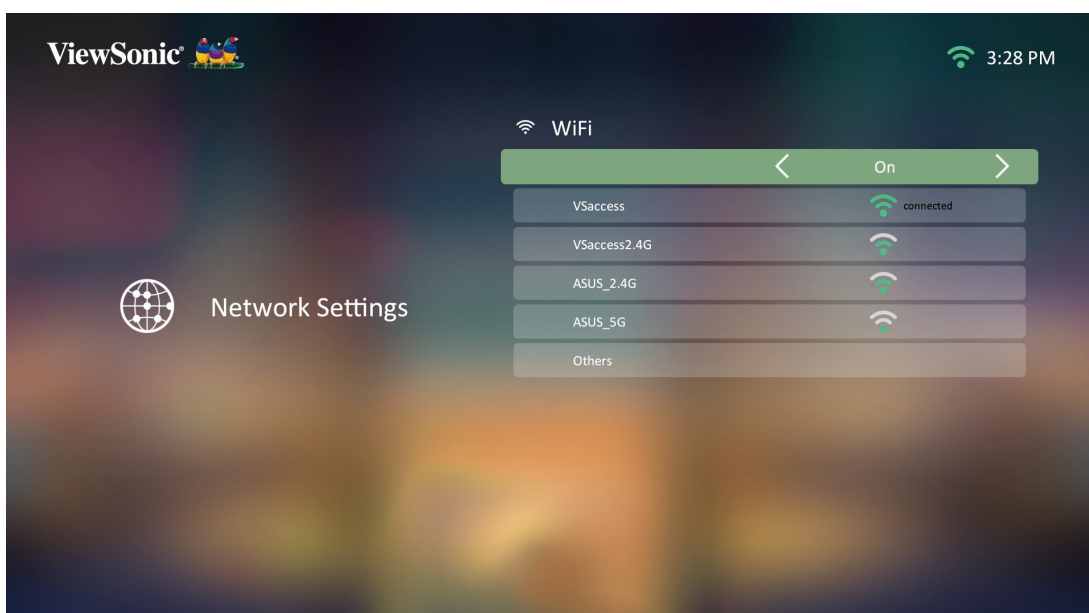 ViewSonic®
3:28 PM
WiFi
On
VSaccess connected
VSaccess2.4G
ASUS_2.4G
Network Settings
ASUS_5G
Others